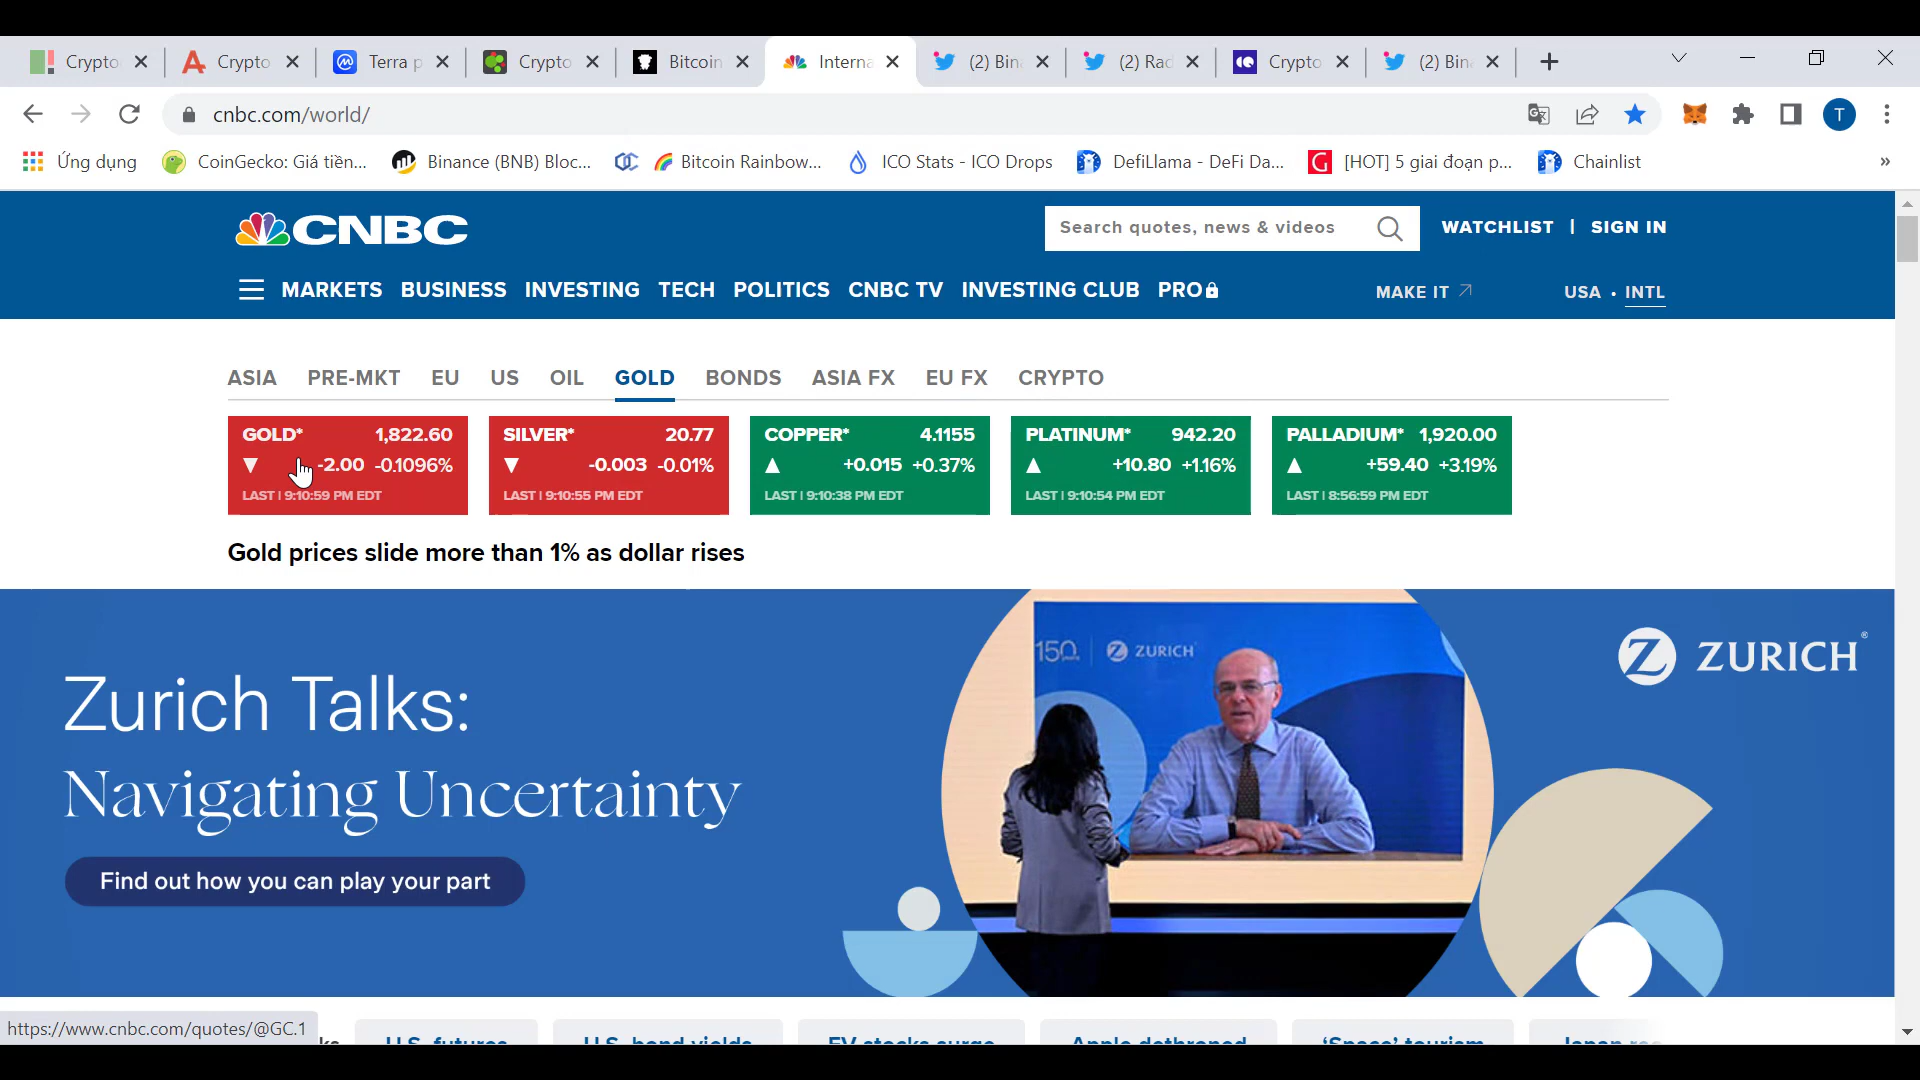 Crypto
Crypto
Terra p
Crypto
Bitcoin
Interna
(2) Bin
(2) Rad
Crypto
(2) Bin
cnbc.com/world/
T
Ứng dụng
CoinGecko: Giá tiền...
Binance (BNB) Bloc...
Bitcoin Rainbow...
ICO Stats - ICO Drops
DefiLlama - DeFi Da...
[HOT] 5 giai đoạn p...
Chainlist
»
CNBC
Search quotes, news & videos
WATCHLIST | SIGN IN
MARKETS BUSINESS INVESTING TECH POLITICS CNBC TV INVESTING CLUB PRO
MAKE IT
USA • INTL
ASIA PRE-MKT EU US OIL GOLD BONDS ASIA FX EU FX CRYPTO
GOLD* 1,822.60
▼ -2.00 -0.1096%
LAST | 9:10:59 PM EDT
SILVER* 20.77
▼ -0.003 -0.01%
LAST | 9:10:55 PM EDT
COPPER* 4.1155
▲ +0.015 +0.37%
LAST | 9:10:38 PM EDT
PLATINUM* 942.20
▲ +10.80 +1.16%
LAST | 9:10:54 PM EDT
PALLADIUM* 1,920.00
▲ +59.40 +3.19%
LAST | 8:56:59 PM EDT
Gold prices slide more than 1% as dollar rises
150 years
ZURICH
ZURICH®
Zurich Talks:
Navigating Uncertainty
Find out how you can play your part
https://www.cnbc.com/quotes/@GC.1
U.S. futures
U.S. bond yields
EV stocks surge
Apple dethroned
'Space' tourism
Japan